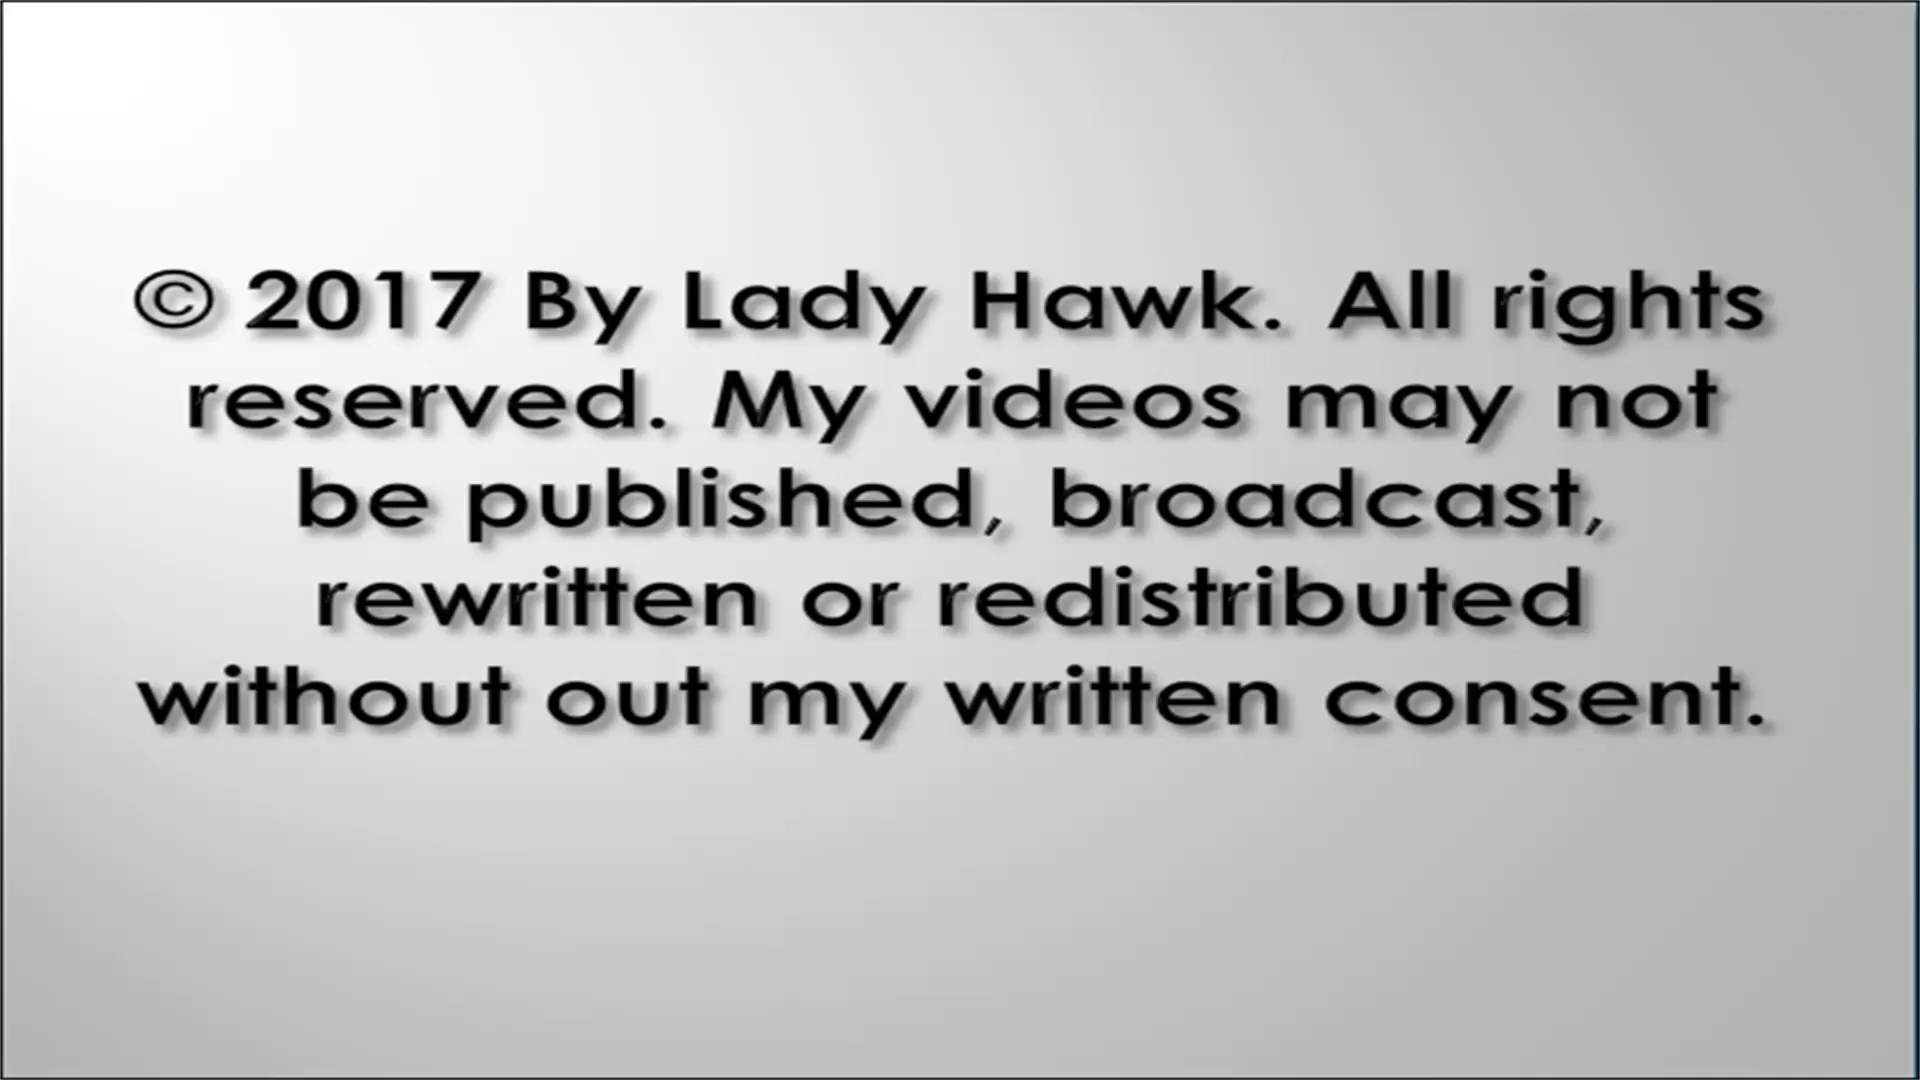 © 2017 By Lady Hawk. All rights
reserved. My videos may not
be published, broadcast,
rewritten or redistributed
without out my written consent.